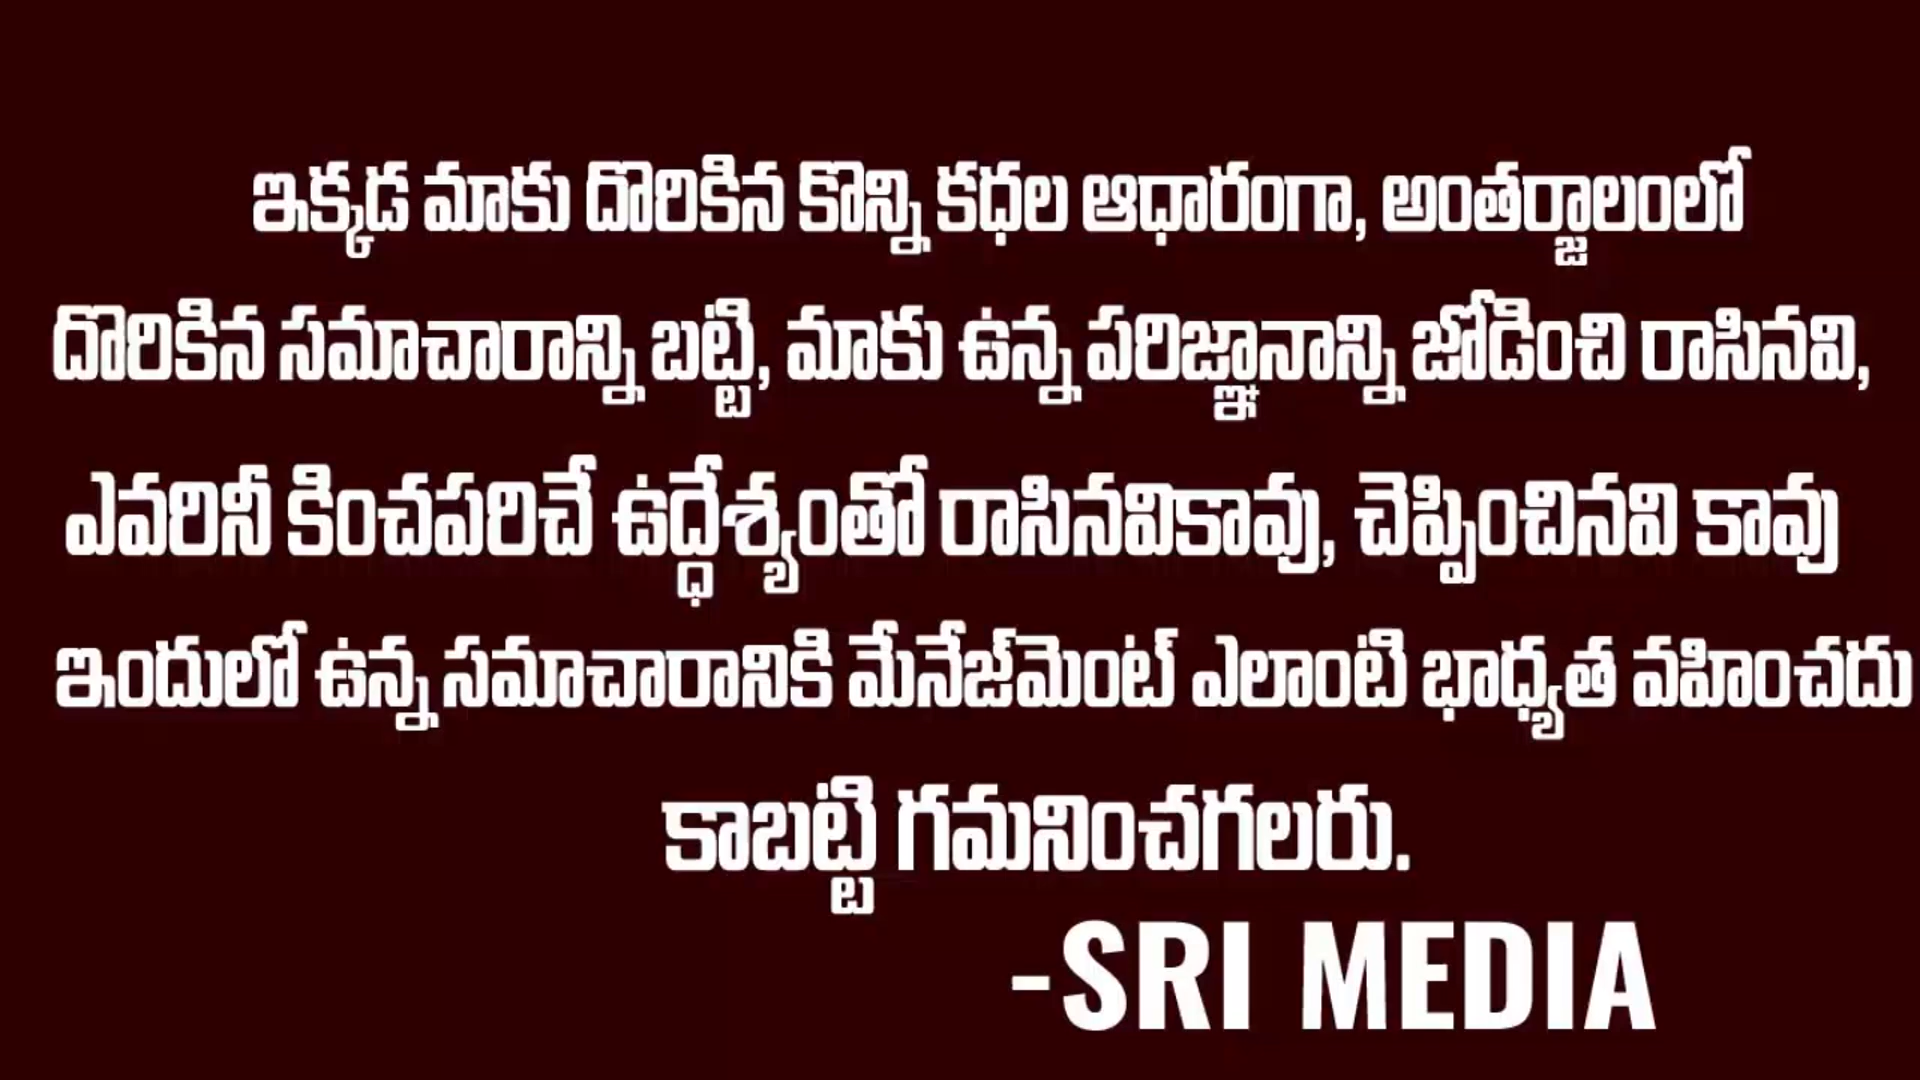 ఇక్కడ మాకు దొరికిన కొన్ని కధల ఆధారంగా, అంతర్జాలంలో
దొరికిన సమాచారాన్ని బట్టి, మాకు ఉన్న పరిజ్ఞానాన్ని జోడించి రాసినవి,
ఎవరినీ కించపరిచే ఉద్ధేశ్యంతో రాసినవికావు, చెప్పించినవి కావు
ఇందులో ఉన్న సమాచారానికి మేనేజ్‌మెంట్ ఎలాంటి భాధ్యత వహించదు
కాబట్టి గమనించగలరు.
-SRI MEDIA